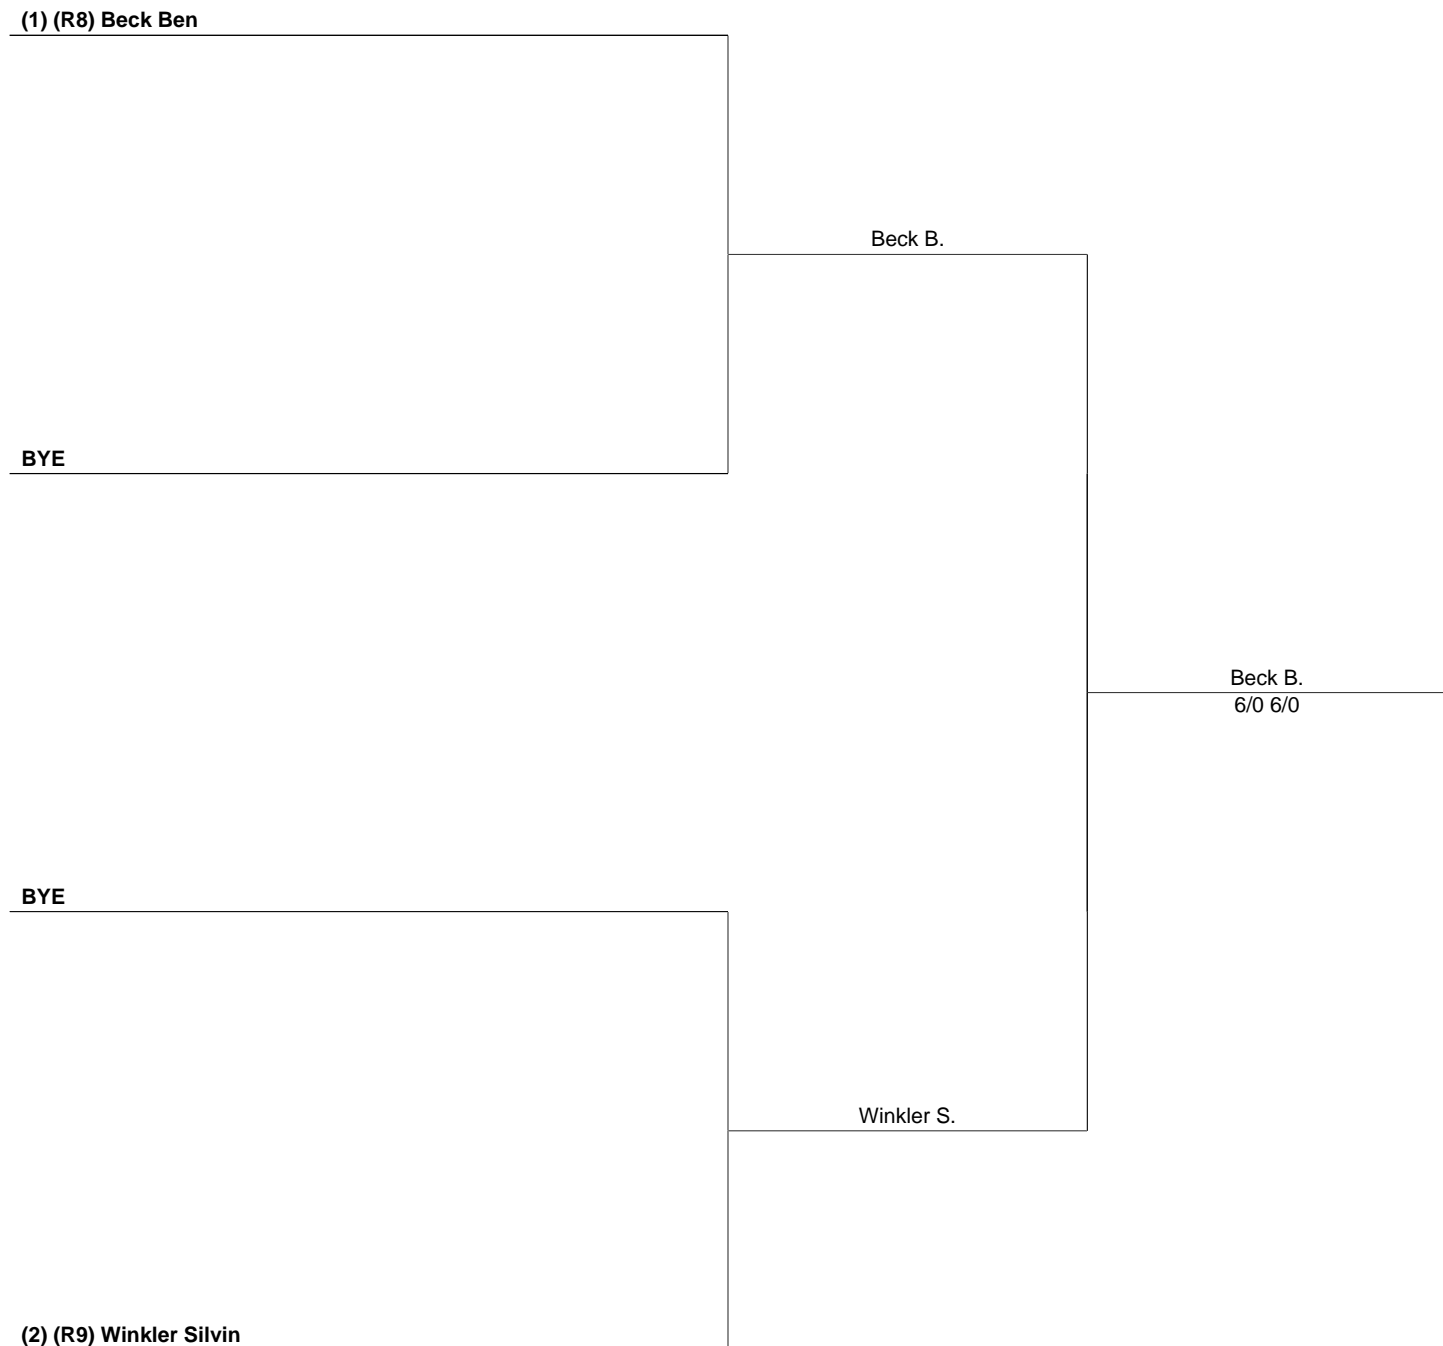 (1) (R8) Beck Ben
Beck B.
BYE
Beck B.
6/0 6/0
BYE
Winkler S.
(2) (R9) Winkler Silvin